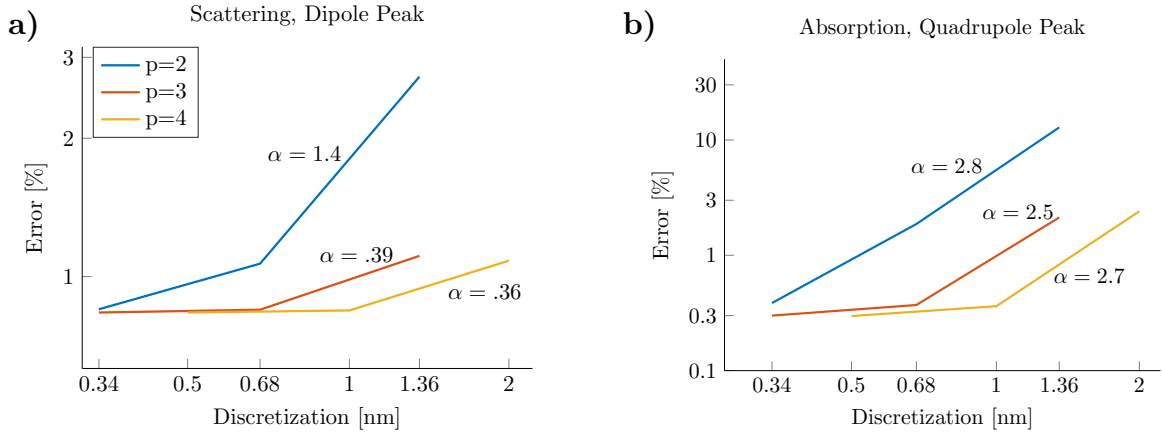 a)
Scattering, Dipole Peak
3
2
1
Error [%]
p=2
p=3
p=4
α = 1.4
α = .39
α = .36
0.34 0.5 0.68 1 1.36 2
Discretization [nm]
b)
Absorption, Quadrupole Peak
30
10
3
1
0.3
0.1
Error [%]
α = 2.8
α = 2.5
α = 2.7
0.34 0.5 0.68 1 1.36 2
Discretization [nm]